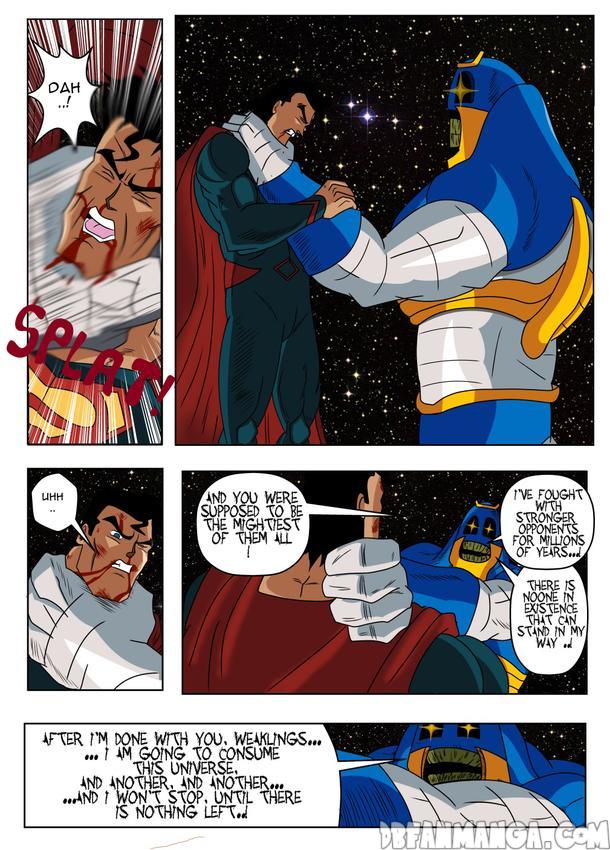 DAH
..!
SPLAT!
UHH
..
AND YOU WERE
SUPPOSED TO BE
THE MIGHTIEST
OF THEM ALL
!
I'VE FOUGHT
WITH
STRONGER
OPPONENTS
FOR MILLIONS
OF YEARS...!
THERE IS
NOONE IN
EXISTENCE
THAT CAN
STAND IN MY
WAY ..!
AFTER I'M DONE WITH YOU, WEAKLINGS...
... I AM GOING TO CONSUME
THIS UNIVERSE,
AND ANOTHER, AND ANOTHER...
...AND I WON'T STOP, UNTIL THERE
IS NOTHING LEFT..!
DBFANMANGA.COM